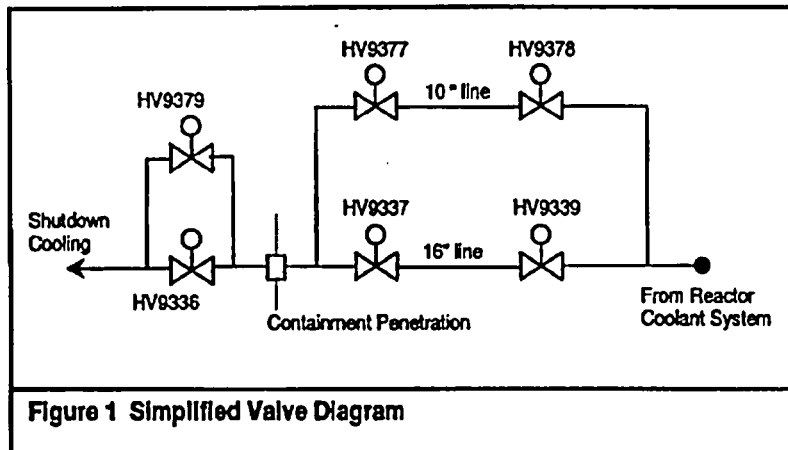 HV9377
HV9378
10" line
HV9379
HV9337
HV9339
Shutdown
Cooling
16" line
HV9336
Containment Penetration
From Reactor
Coolant System
Figure 1 Simplified Valve Diagram